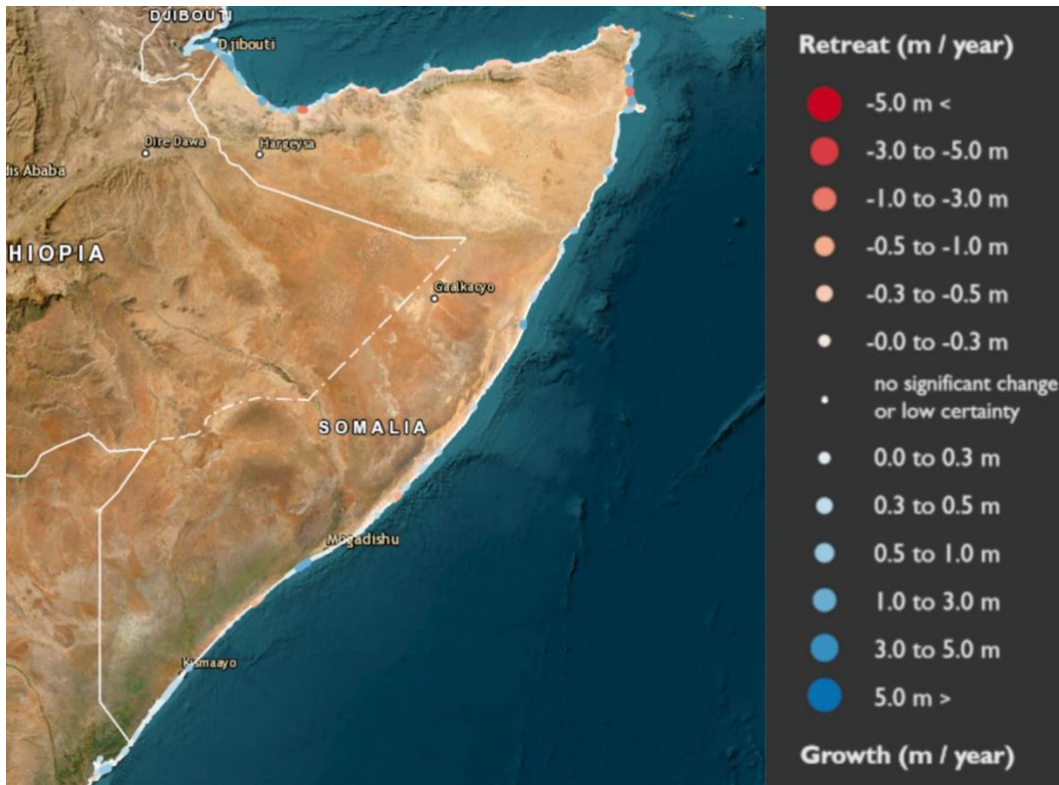 DJIBOUTI
Djibouti
Dire Dawa
Hargeysa
dis Ababa
HIOPIA
Gaalkacyo
SOMALIA
Mogadishu
Kismaayo
Retreat (m / year)
-5.0 m <
-3.0 to -5.0 m
-1.0 to -3.0 m
-0.5 to -1.0 m
-0.3 to -0.5 m
-0.0 to -0.3 m
no significant change
or low certainty
0.0 to 0.3 m
0.3 to 0.5 m
0.5 to 1.0 m
1.0 to 3.0 m
3.0 to 5.0 m
5.0 m >
Growth (m / year)